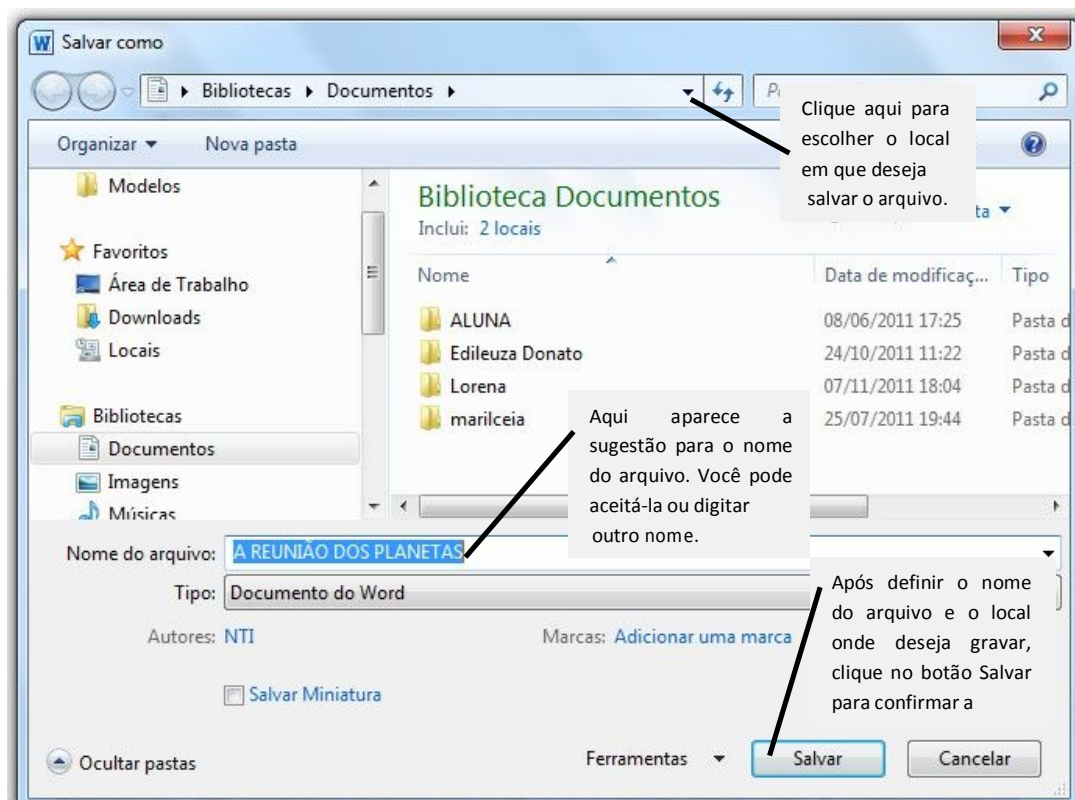 Salvar como
Bibliotecas Documentos
Clique aqui para
escolher o local
em que deseja
salvar o arquivo.
Organizar Nova pasta
Modelos
Favoritos
Área de Trabalho
Downloads
Locais
Bibliotecas
Documentos
Imagens
Músicas
Biblioteca Documentos
Inclui: 2 locais
Nome Data de modificaç... Tipo
ALUNA 08/06/2011 17:25 Pasta d
Edileuza Donato 24/10/2011 11:22 Pasta d
Lorena 07/11/2011 18:04 Pasta d
marilceia 25/07/2011 19:44 Pasta d
Aqui aparece a
sugestão para o nome
do arquivo. Você pode
aceitá-la ou digitar
outro nome.
Nome do arquivo: A REUNIÃO DOS PLANETAS
Tipo: Documento do Word
Autores: NTI Marcas: Adicionar uma marca
Salvar Miniatura
Após definir o nome
do arquivo e o local
onde deseja gravar,
clique no botão Salvar
para confirmar a
Ocultar pastas Ferramentas Salvar Cancelar